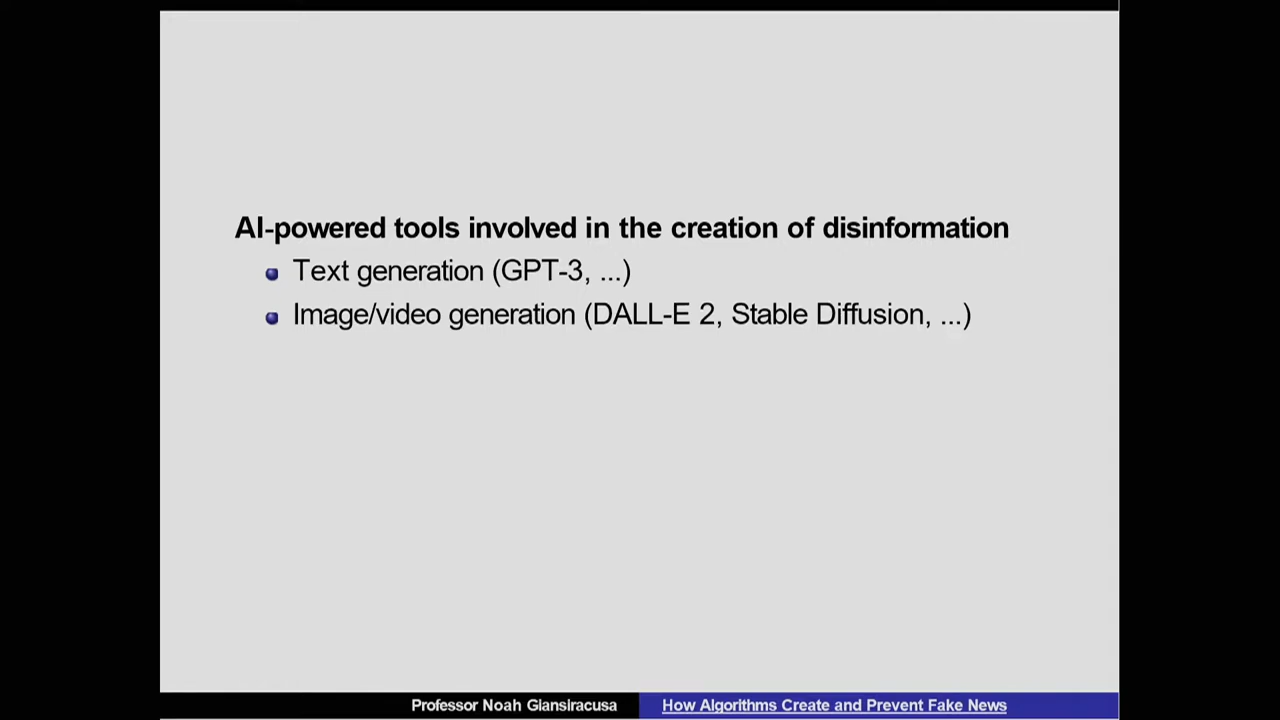 AI-powered tools involved in the creation of disinformation
Text generation (GPT-3, ...)
Image/video generation (DALL-E 2, Stable Diffusion, ...)
Professor Noah Giansiracusa
How Algorithms Create and Prevent Fake News